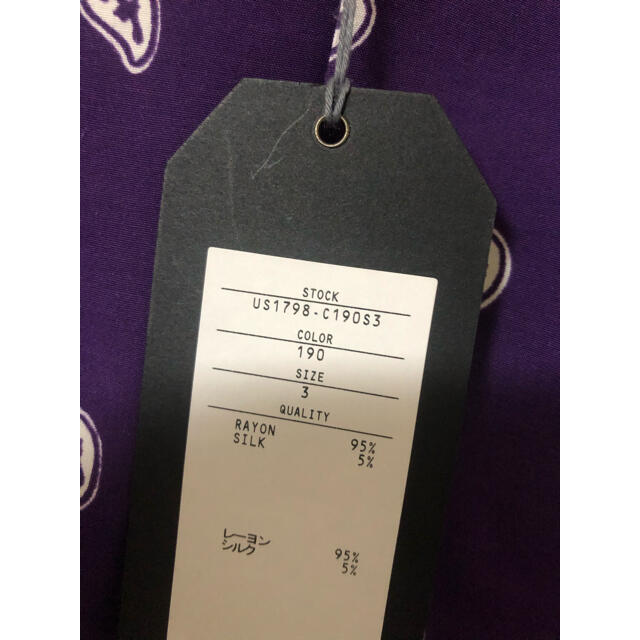 STOCK
US1798-C190S3
COLOR
190
SIZE
3
QUALITY
RAYON 95%
SILK 5%
レーヨン 95%
シルク 5%